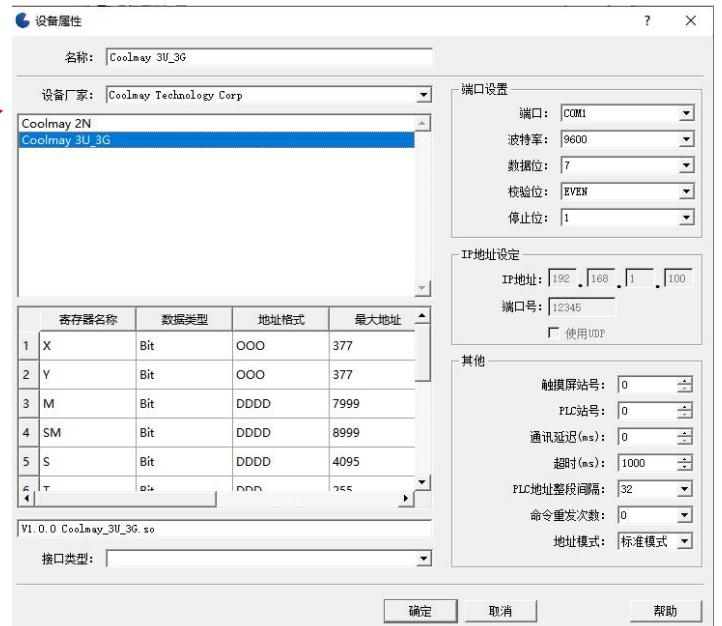 设备属性
? ×
名称: Coolmay 3U_3G
设备厂家: Coolmay Technology Corp
Coolmay 2N
Coolmay 3U_3G
寄存器名称 数据类型 地址格式 最大地址
1 X Bit OOO 377
2 Y Bit OOO 377
3 M Bit DDDD 7999
4 SM Bit DDDD 8999
5 S Bit DDDD 4095
6 T Bit DDD 255
V1.0.0 Coolmay_3U_3G.so
接口类型:
端口设置
端口: COM1
波特率: 9600
数据位: 7
校验位: EVEN
停止位: 1
IP地址设定
IP地址: 192 . 168 . 1 . 100
端口号: 12345
使用UDP
其他
触摸屏站号: 0
PLC站号: 0
通讯延迟(ms): 0
超时(ms): 1000
PLC地址整段间隔: 32
命令重发次数: 0
地址模式: 标准模式
确定 取消 帮助